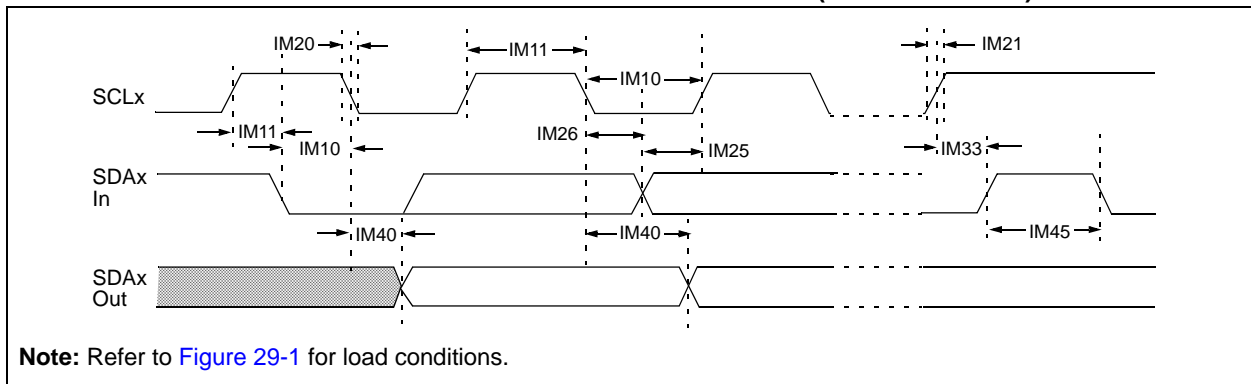 IM20
IM11
IM21
IM10
SCLx
IM11
IM26
IM33
IM10
IM25
SDAx
In
IM40
IM40
IM45
SDAx
Out
Note: Refer to Figure 29-1 for load conditions.